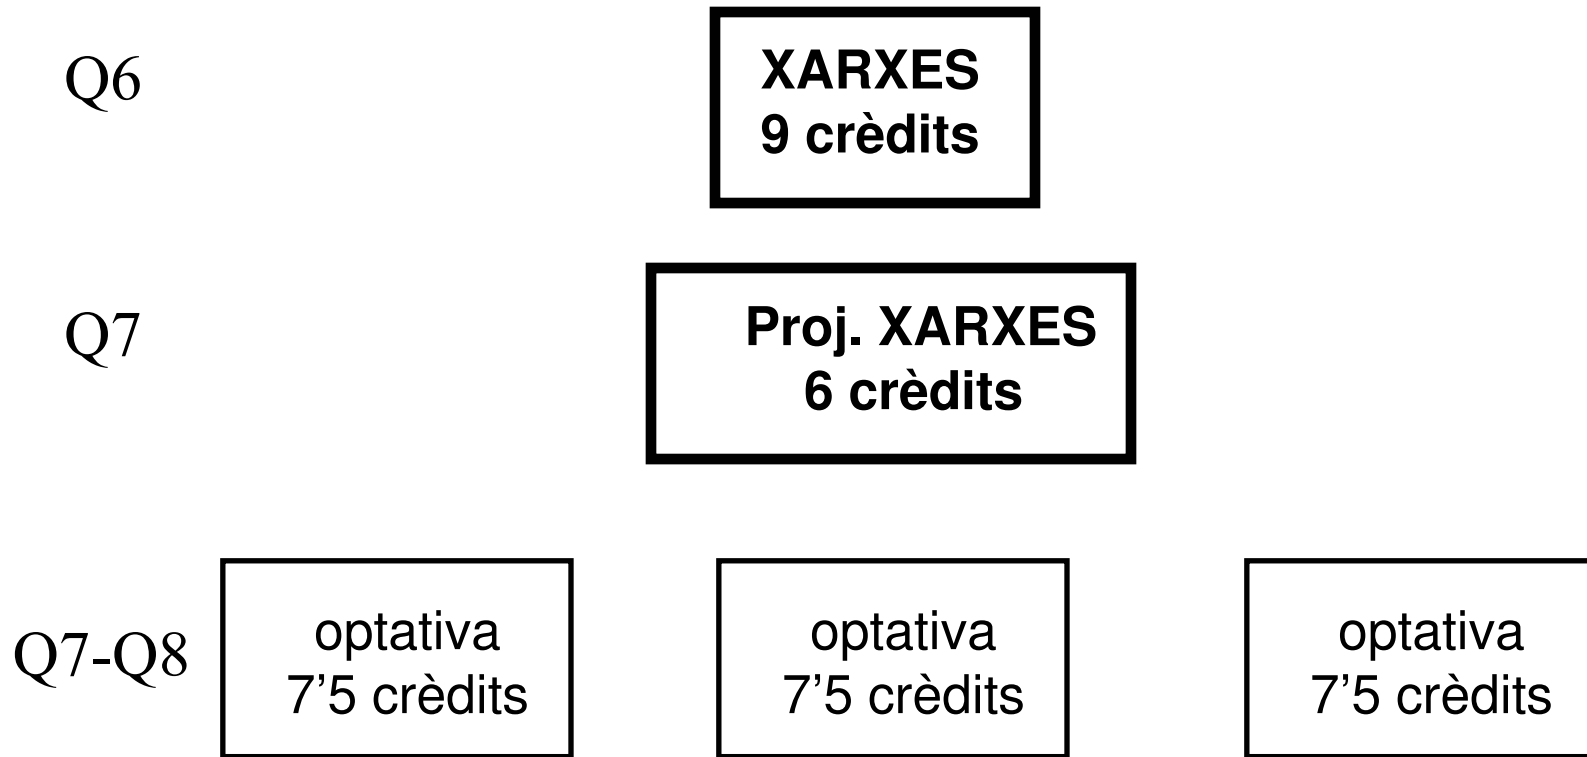 Q6
XARXES
9 crèdits
Q7
Proj. XARXES
6 crèdits
Q7-Q8
optativa
7’5 crèdits
optativa
7’5 crèdits
optativa
7’5 crèdits